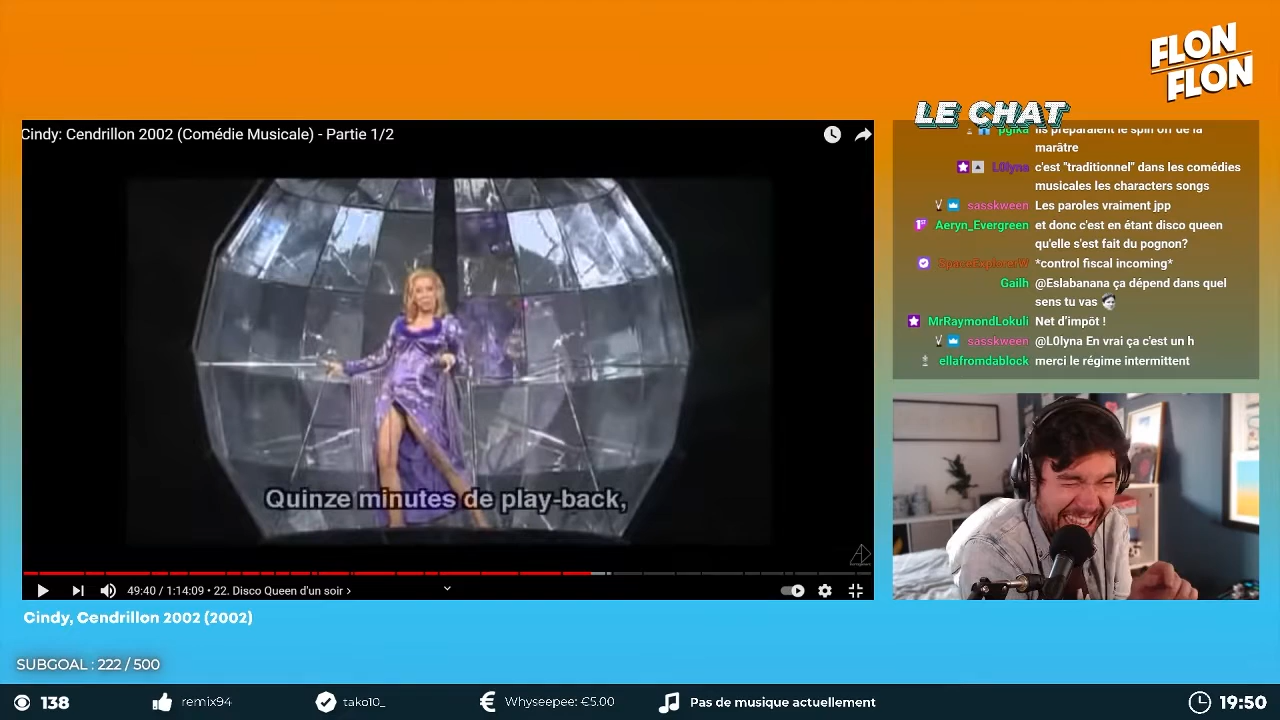 FLON
FLON
LE CHAT
Cindy: Cendrillon 2002 (Comédie Musicale) - Partie 1/2
pgika ils préparaient le spin off de la
marâtre
L0lyna c'est "traditionnel" dans les comédies
musicales les characters songs
sasskween Les paroles vraiment jpp
Aeryn_Evergreen et donc c'est en étant disco queen
qu'elle s'est fait du pognon?
SpaceExplorerW *control fiscal incoming*
Gailh @Eslabanana ça dépend dans quel
sens tu vas
MrRaymondLokuli Net d'impôt !
sasskween @L0lyna En vrai ça c'est un h
ellafromdablock merci le régime intermittent
Quinze minutes de play-back,
49:40 / 1:14:09 • 22. Disco Queen d'un soir ›
Cindy, Cendrillon 2002 (2002)
SUBGOAL : 222 / 500
138 remix94 tako10_ € Whyseepee: €5.00 Pas de musique actuellement 19:50